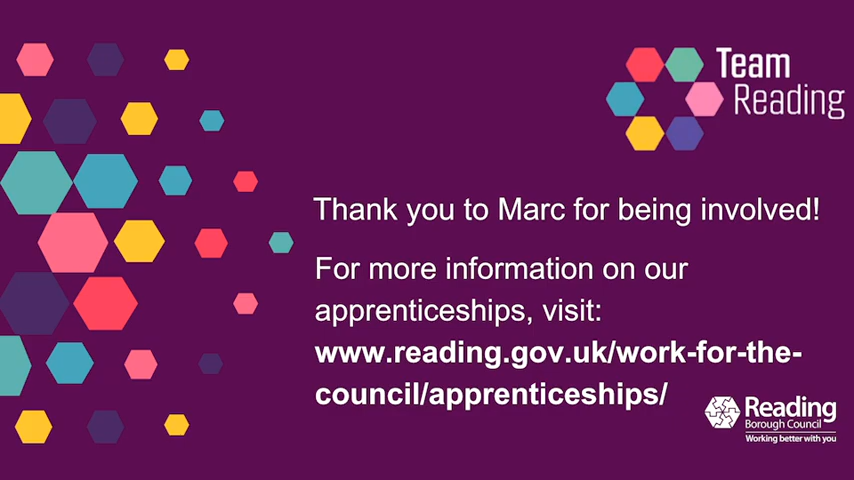 Team
Reading
Thank you to Marc for being involved!
For more information on our
apprenticeships, visit:
www.reading.gov.uk/work-for-the-
council/apprenticeships/
Reading
Borough Council
Working better with you